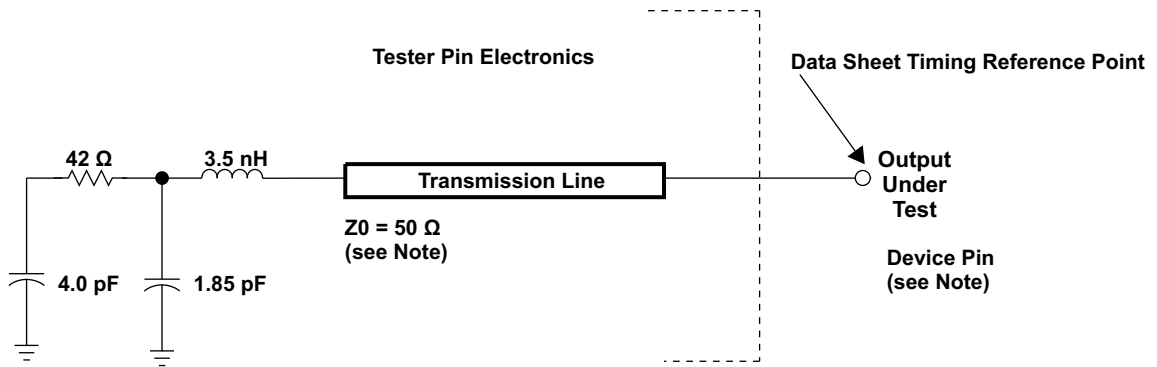 Tester Pin Electronics
Data Sheet Timing Reference Point
42 Ω
3.5 nH
Transmission Line
Output
Under
Test
Z0 = 50 Ω
(see Note)
Device Pin
(see Note)
4.0 pF
1.85 pF